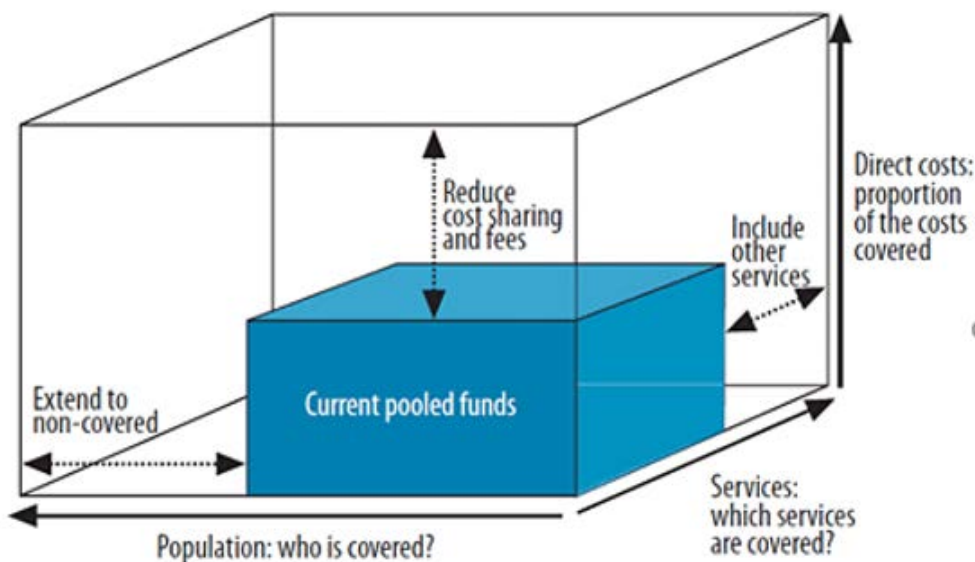 Reduce
cost sharing
and fees
Include
other
services
Direct costs:
proportion
of the costs
covered
Extend to
non-covered
Current pooled funds
Services:
which services
are covered?
Population: who is covered?